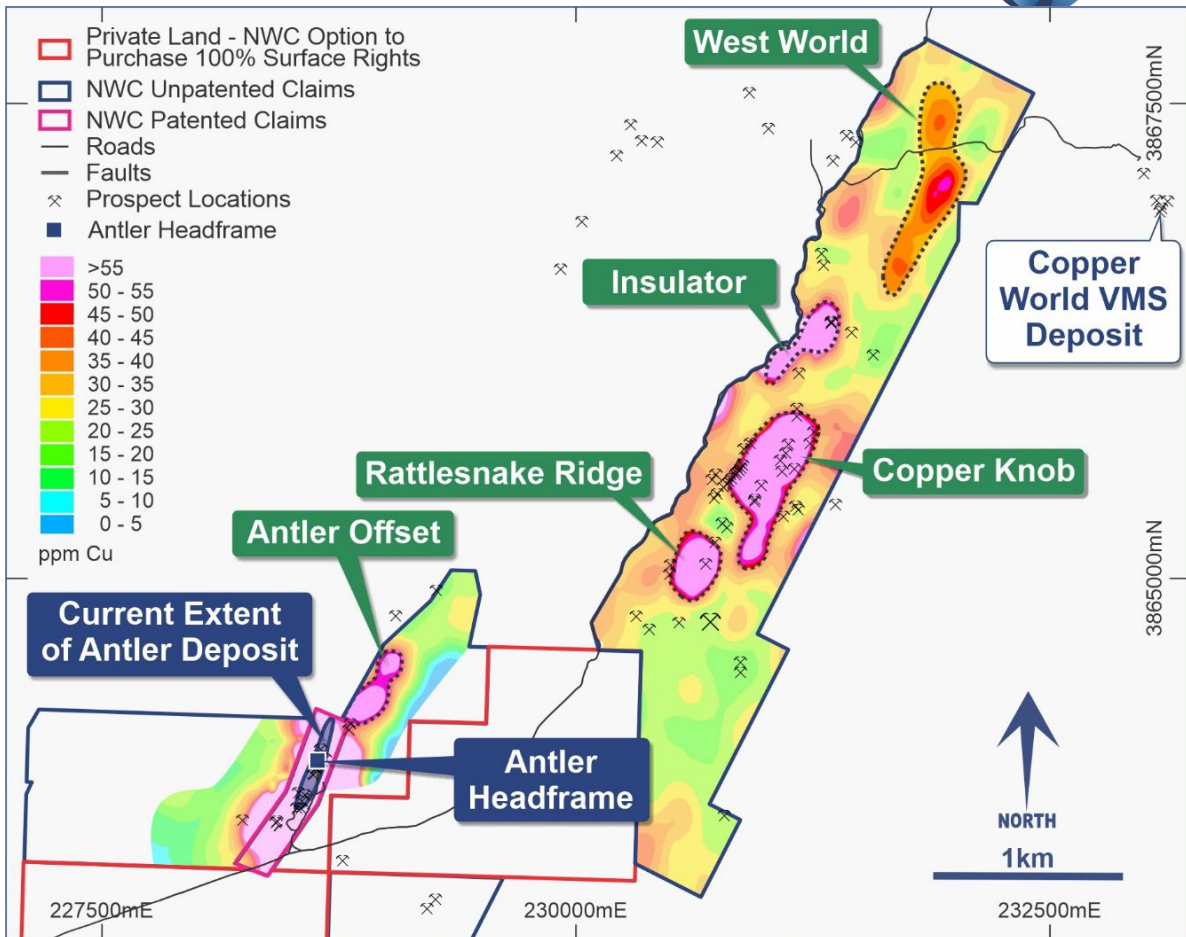 Private Land - NWC Option to
Purchase 100% Surface Rights
NWC Unpatented Claims
NWC Patented Claims
Roads
Faults
Prospect Locations
Antler Headframe
>55
50 - 55
45 - 50
40 - 45
35 - 40
30 - 35
25 - 30
20 - 25
15 - 20
10 - 15
5 - 10
0 - 5
ppm Cu
West World
3867500mN
Copper
World VMS
Deposit
Insulator
Rattlesnake Ridge
Copper Knob
Antler Offset
Current Extent
of Antler Deposit
3865000mN
Antler
Headframe
NORTH
1km
227500mE
230000mE
232500mE